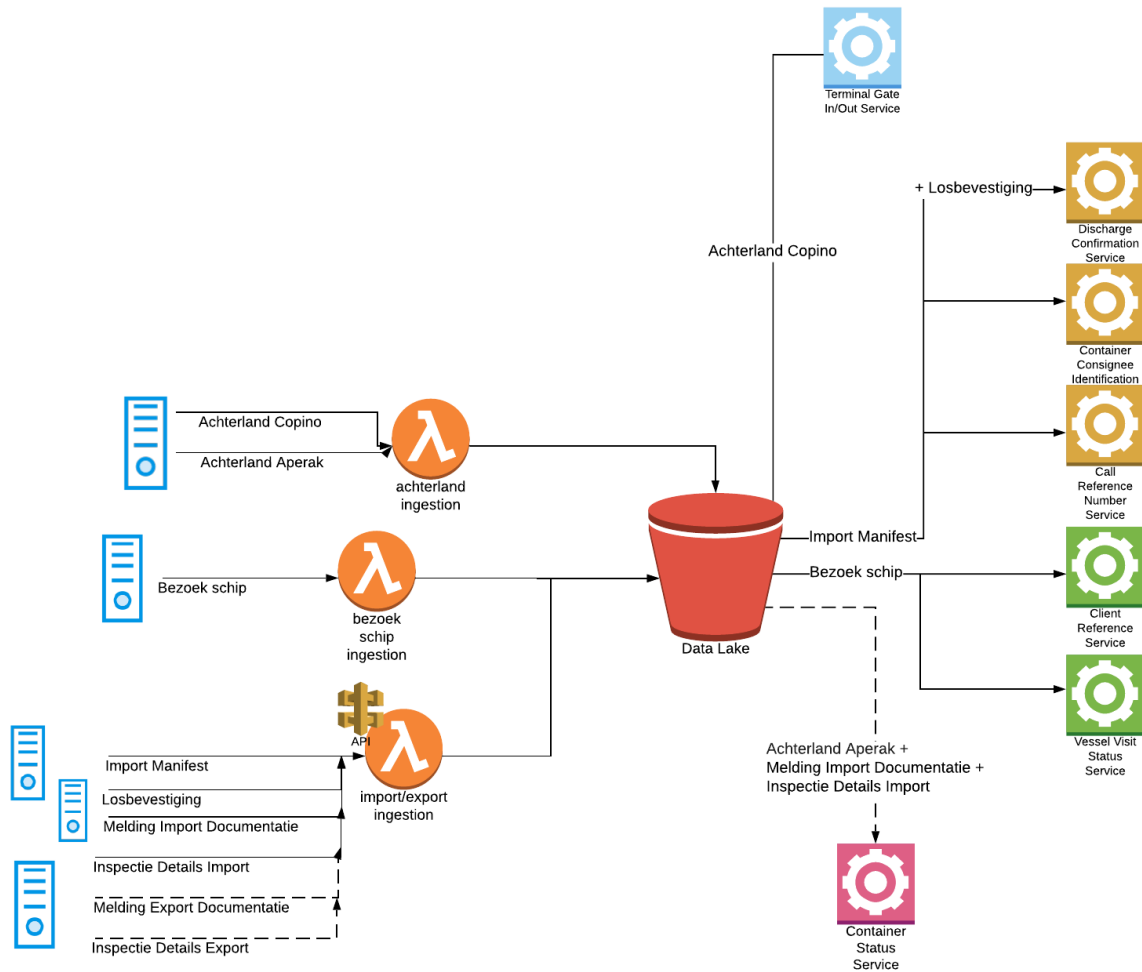 Terminal Gate
In/Out Service
+ Losbevestiging
Discharge
Confirmation
Service
Achterland Copino
Container
Consignee
Identification
Achterland Copino
Achterland Aperak
achterland
ingestion
Call
Reference
Number
Service
Import Manifest
Bezoek schip
Bezoek schip
bezoek
schip
ingestion
Data Lake
Client
Reference
Service
API
Import Manifest
Losbevestiging
Melding Import Documentatie
import/export
ingestion
Achterland Aperak +
Melding Import Documentatie +
Inspectie Details Import
Vessel Visit
Status
Service
Inspectie Details Import
Melding Export Documentatie
Inspectie Details Export
Container
Status
Service